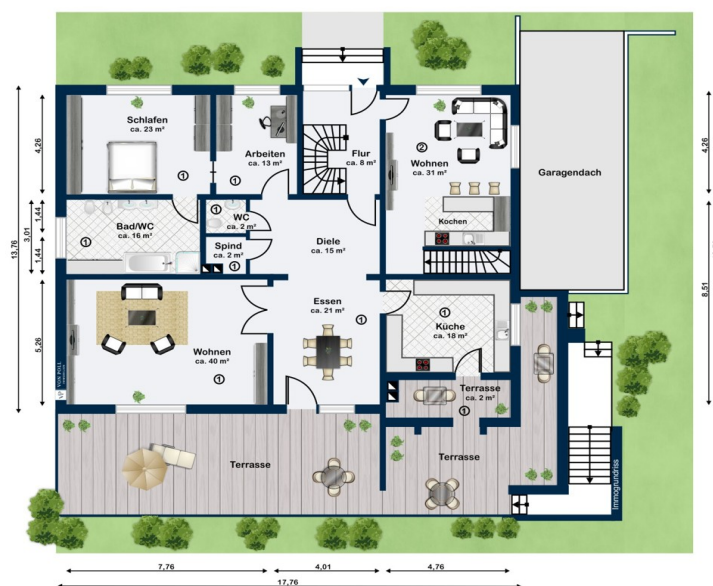 Schlafen
ca. 23 m²
Arbeiten
ca. 13 m²
Flur
ca. 8 m²
②
Wohnen
ca. 31 m²
Garagendach
①
①
①
WC
ca. 2 m²
Kochen
Bad/WC
ca. 16 m²
①
Spind
ca. 2 m²
①
Diele
ca. 15 m²
Essen
ca. 21 m²
①
①
Küche
ca. 18 m²
Wohnen
ca. 40 m²
①
Terrasse
ca. 2 m²
①
Terrasse
Terrasse
VON POLL
Immogrundriss
13,76
4,26
1,44
3,01
1,44
5,26
4,26
8,51
7,76
4,01
4,76
17,76